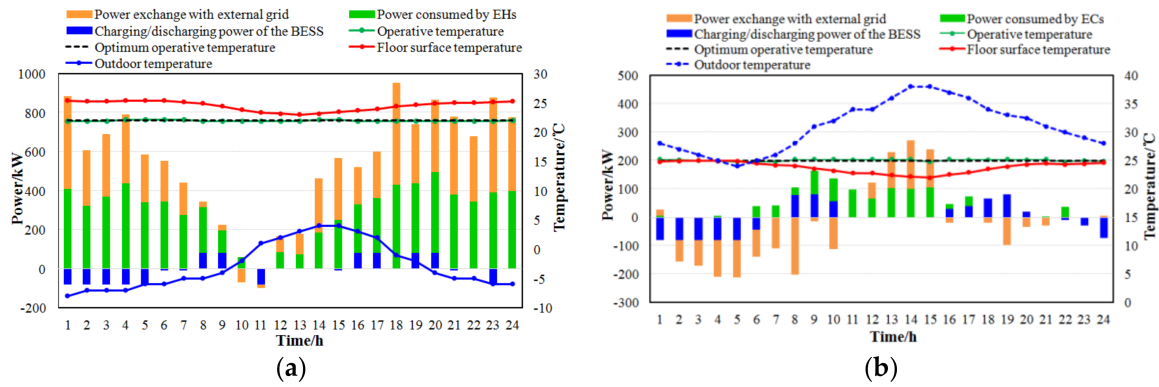 Power exchange with external grid
Power consumed by EHs
Charging/discharging power of the BESS
Operative temperature
Optimum operative temperature
Floor surface temperature
Outdoor temperature
1000
800
600
400
200
0
-200
30
25
20
15
10
5
0
-5
-10
Power/kW
Temperature/℃
1 2 3 4 5 6 7 8 9 10 11 12 13 14 15 16 17 18 19 20 21 22 23 24
Time/h
(a)
Power exchange with external grid
Power consumed by ECs
Charging/discharging power of the BESS
Operative temperature
Optimum operative temperature
Floor surface temperature
Outdoor temperature
500
400
300
200
100
0
-100
-200
-300
40
35
30
25
20
15
10
5
0
Power/kW
Temperature/℃
1 2 3 4 5 6 7 8 9 10 11 12 13 14 15 16 17 18 19 20 21 22 23 24
Time/h
(b)